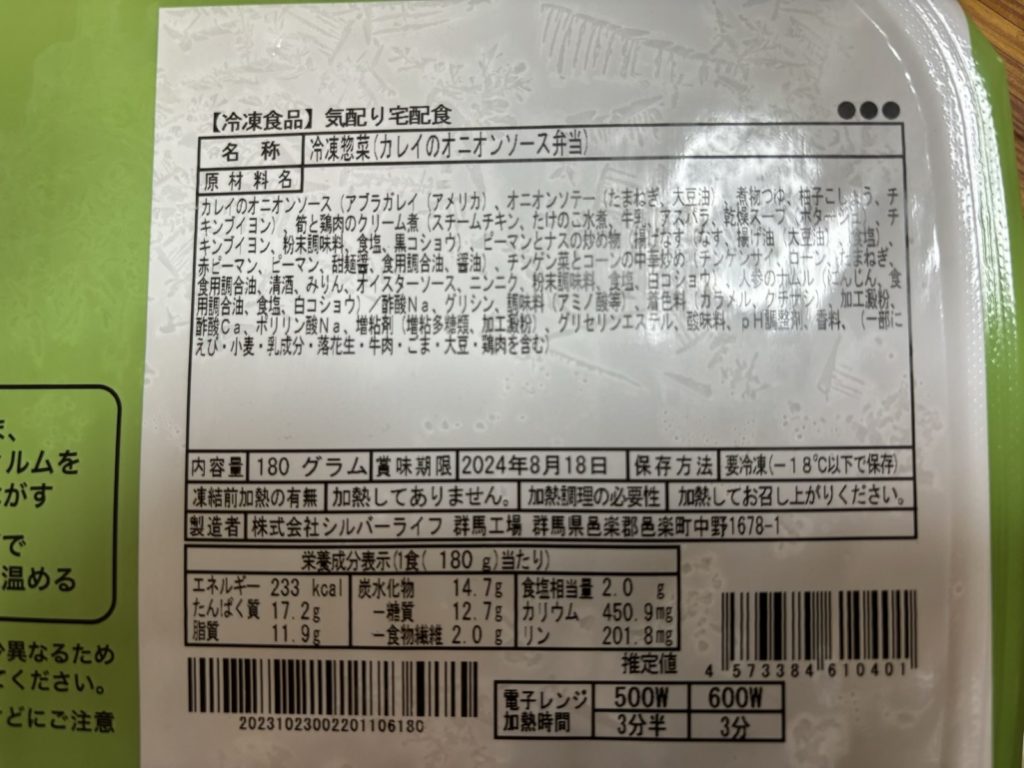 【冷凍食品】気配り宅配食
名 称 冷凍惣菜(カレイのオニオンソース弁当)
原材料名
カレイのオニオンソース(アブラガレイ(アメリカ)、オニオンソテー(たまねぎ、大豆油)、煮物つゆ、柚子こしょう、チ
キンブイヨン)、筍と鶏肉のクリーム煮(スチームチキン、たけのこ水煮、牛乳、アスパラ、乾燥スープ、ポタージュ)、チ
キンブイヨン、粉末調味料、食塩、黒コショウ)、ピーマンとナスの炒め物(揚げなす(なす、揚げ油(大豆油)、食塩)、
赤ピーマン、ピーマン、甜麺醤、食用調合油、醤油)、チンゲン菜とコーンの中華炒め(チンゲンサイ、コーン、たまねぎ、
食用調合油、清酒、みりん、オイスターソース、ニンニク、粉末調味料、食塩、白コショウ)、人参のナムル(にんじん、食
用調合油、食塩、白コショウ)/酢酸Na、グリシン、調味料(アミノ酸等)、着色料(カラメル、クチナシ)、加工澱粉、
酢酸Ca、ポリリン酸Na、増粘剤(増粘多糖類、加工澱粉)、グリセリンエステル、酸味料、pH調整剤、香料、(一部に
えび・小麦・乳成分・落花生・牛肉・ごま・大豆・鶏肉を含む)
内容量 180 グラム 賞味期限 2024年8月18日 保存方法 要冷凍(-18℃以下で保存)
凍結前加熱の有無 加熱してありません。 加熱調理の必要性 加熱してお召し上がりください。
製造者 株式会社シルバーライフ 群馬工場 群馬県邑楽郡邑楽町中野1678-1
栄養成分表示(1食( 180 g)当たり)
エネルギー 233 kcal 炭水化物 14.7g 食塩相当量 2.0 g
たんぱく質 17.2g -糖質 12.7g カリウム 450.9mg
脂質 11.9g -食物繊維 2.0 g リン 201.8mg
推定値
4 573384 610401
2023102300220110618C
電子レンジ加熱時間 500W 600W
3分半 3分
ま、
ィルムを
がす
で
温める
異なるため
てください。
どにご注意